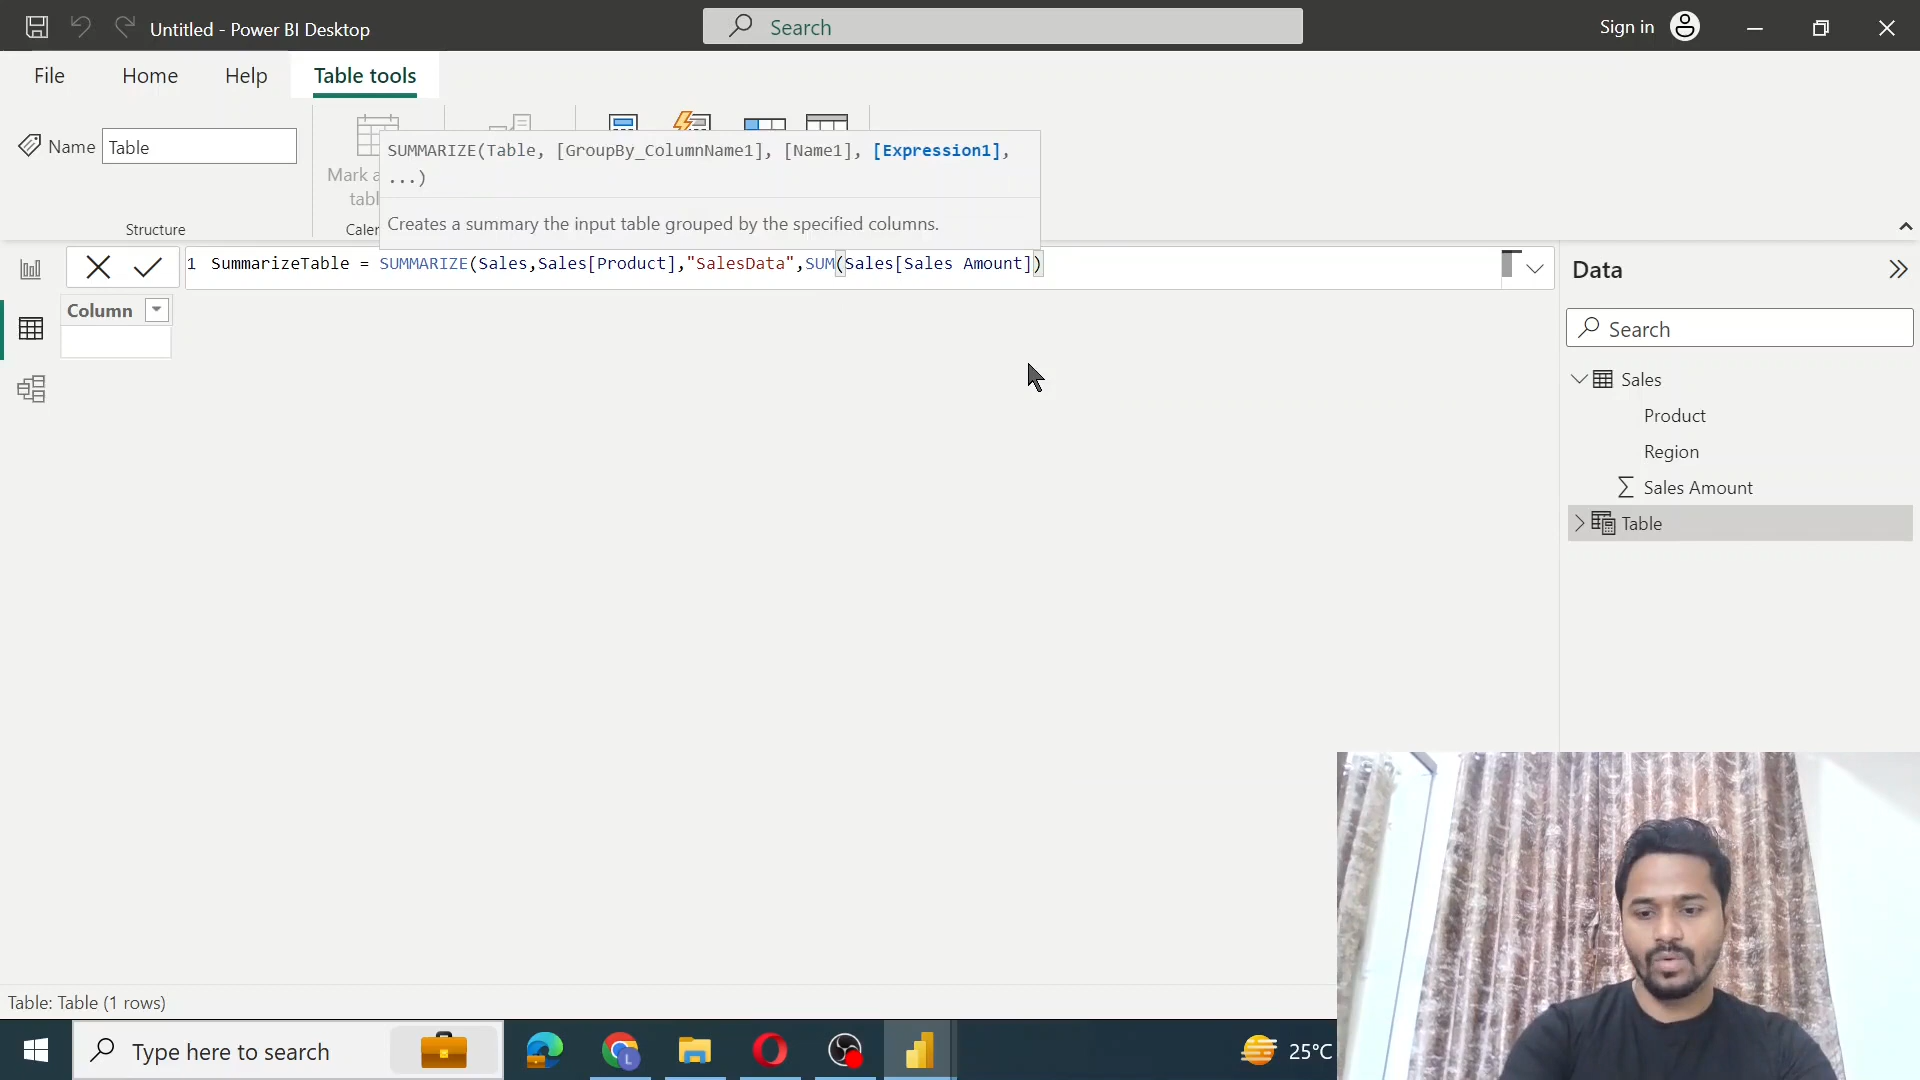 Untitled - Power BI Desktop
Search
Sign in
File
Home
Help
Table tools
Name
Table
Mark a
tabl
Structure
Caler
SUMMARIZE(Table, [GroupBy_ColumnName1], [Name1], [Expression1],
...)
Creates a summary the input table grouped by the specified columns.
1 SummarizeTable = SUMMARIZE(Sales,Sales[Product],"SalesData",SUM(Sales[Sales Amount])
Column
Data
Search
Sales
Product
Region
Sales Amount
Table
Table: Table (1 rows)
Type here to search
L
25°C